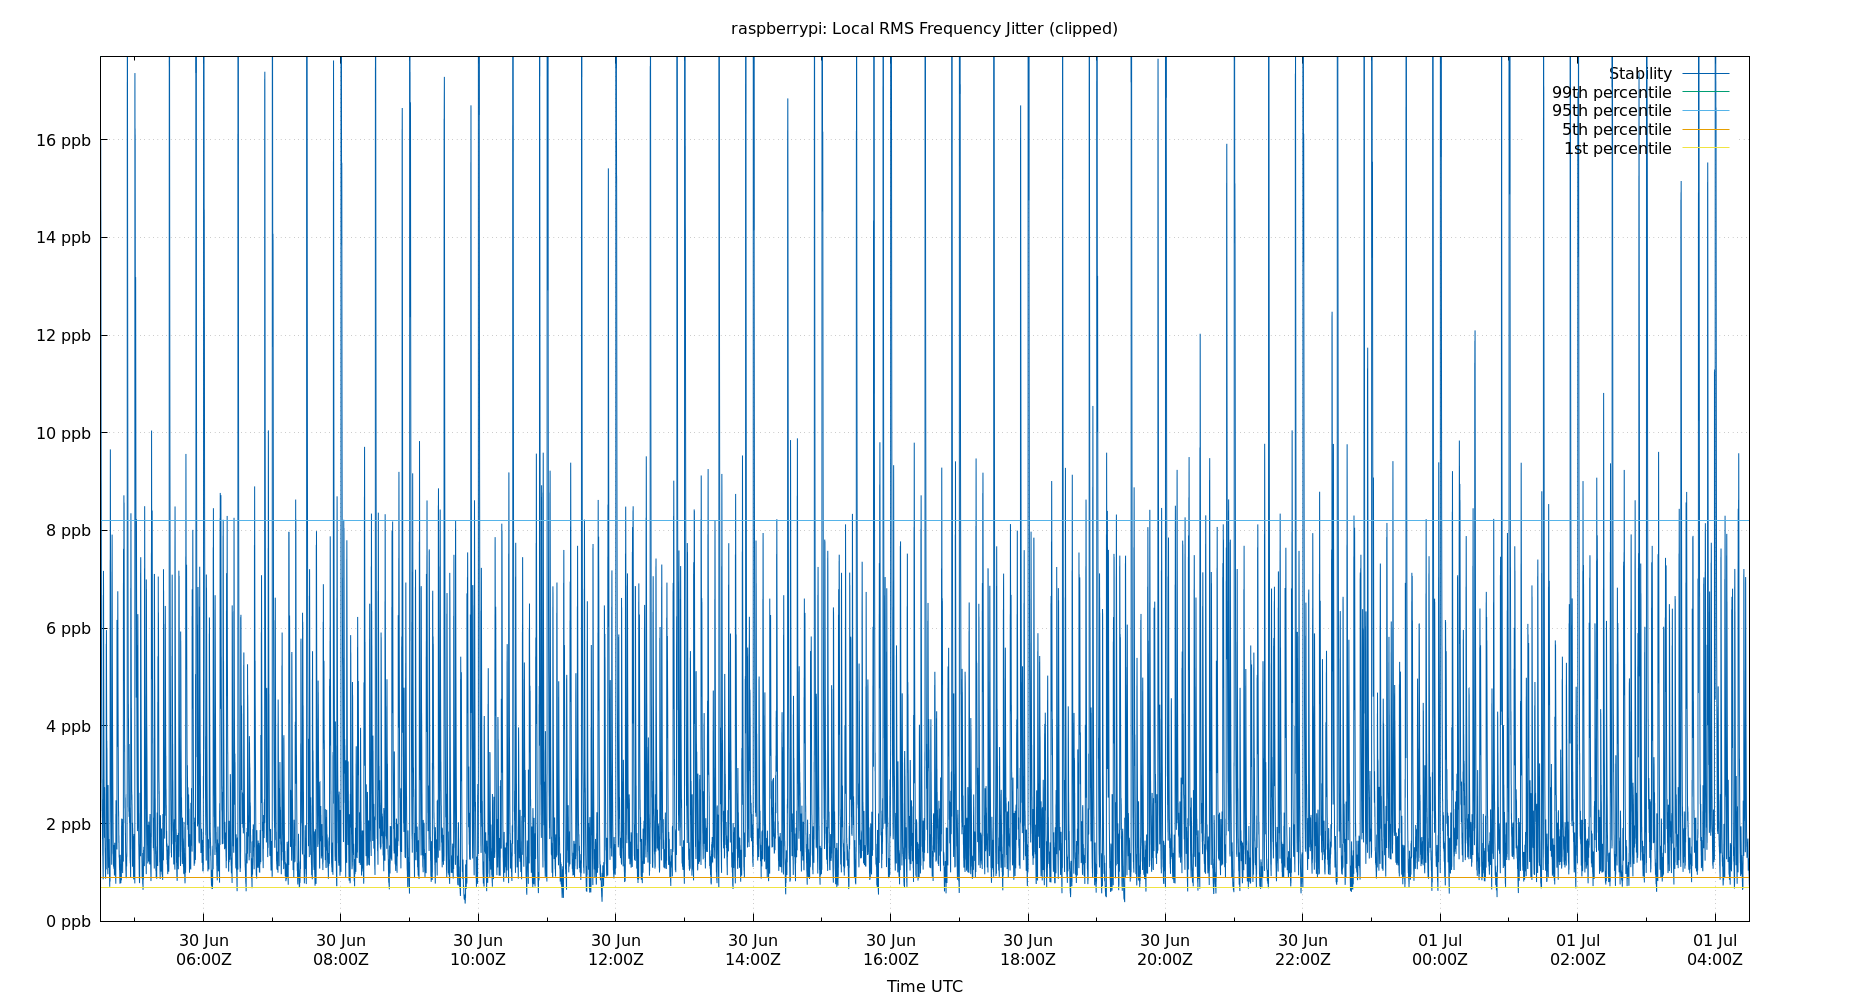 raspberrypi: Local RMS Frequency Jitter (clipped)
Stability
99th percentile
95th percentile
5th percentile
1st percentile
16 ppb
14 ppb
12 ppb
10 ppb
8 ppb
6 ppb
4 ppb
2 ppb
0 ppb
30 Jun 30 Jun 30 Jun 30 Jun 30 Jun 30 Jun 30 Jun 30 Jun 30 Jun 01 Jul 01 Jul 01 Jul
06:00Z 08:00Z 10:00Z 12:00Z 14:00Z 16:00Z 18:00Z 20:00Z 22:00Z 00:00Z 02:00Z 04:00Z
Time UTC